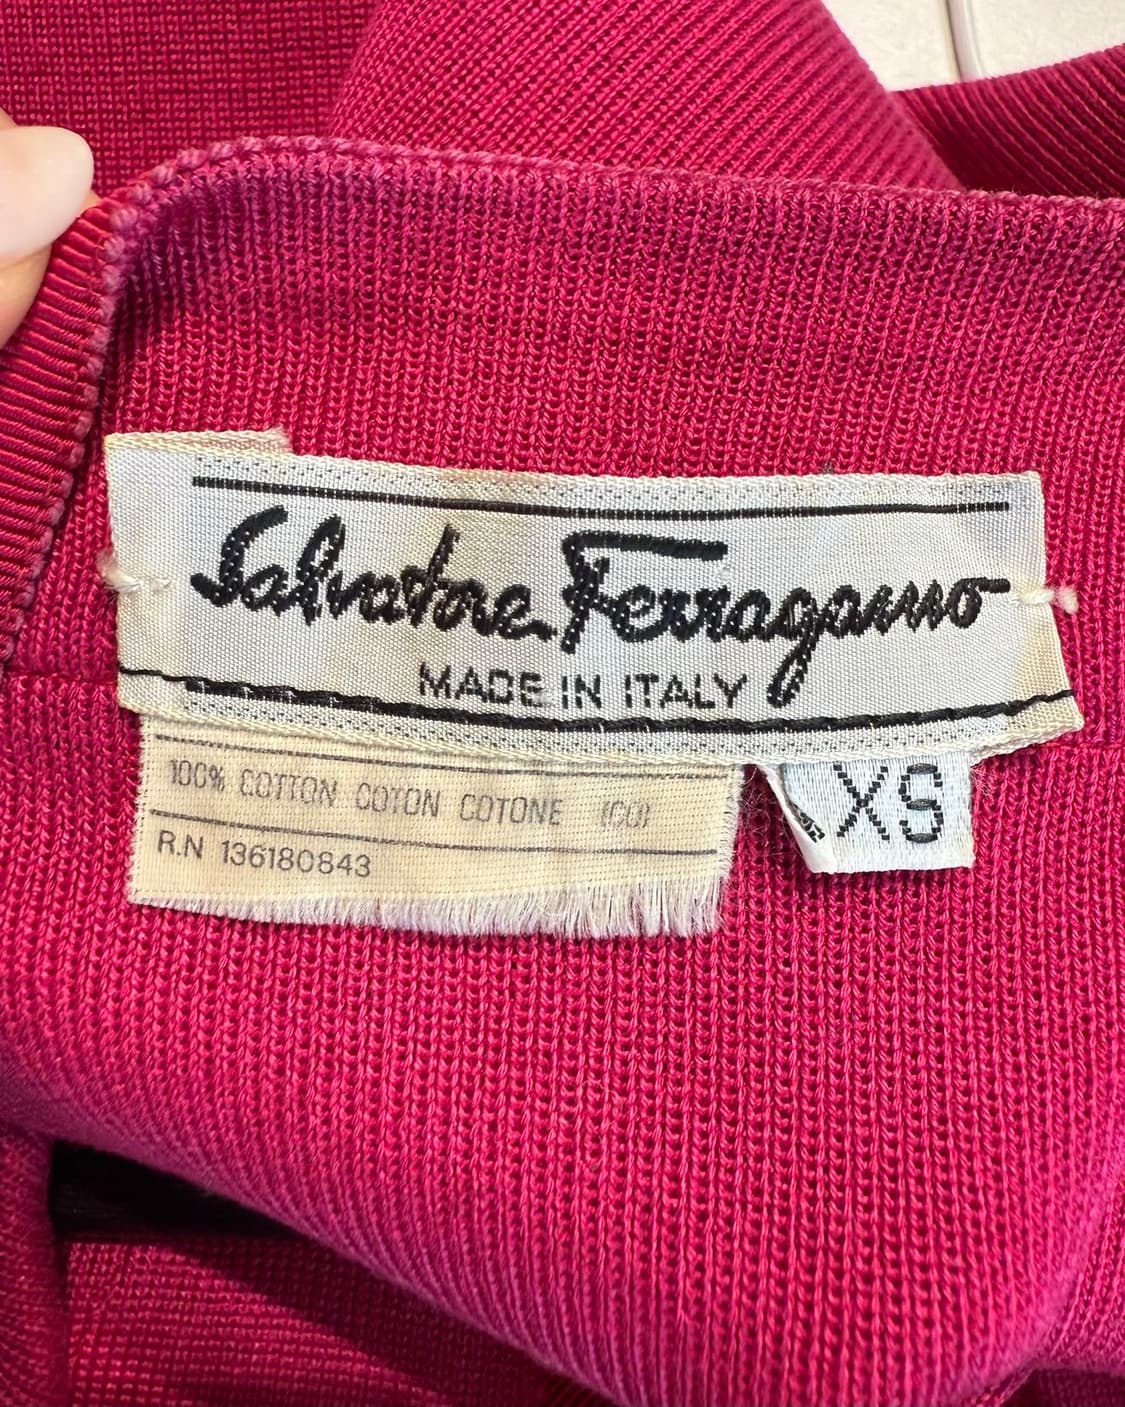 Salvatore Ferragamo
MADE IN ITALY
100% COTTON COTON COTONE (CO)
XS
R.N 136180843